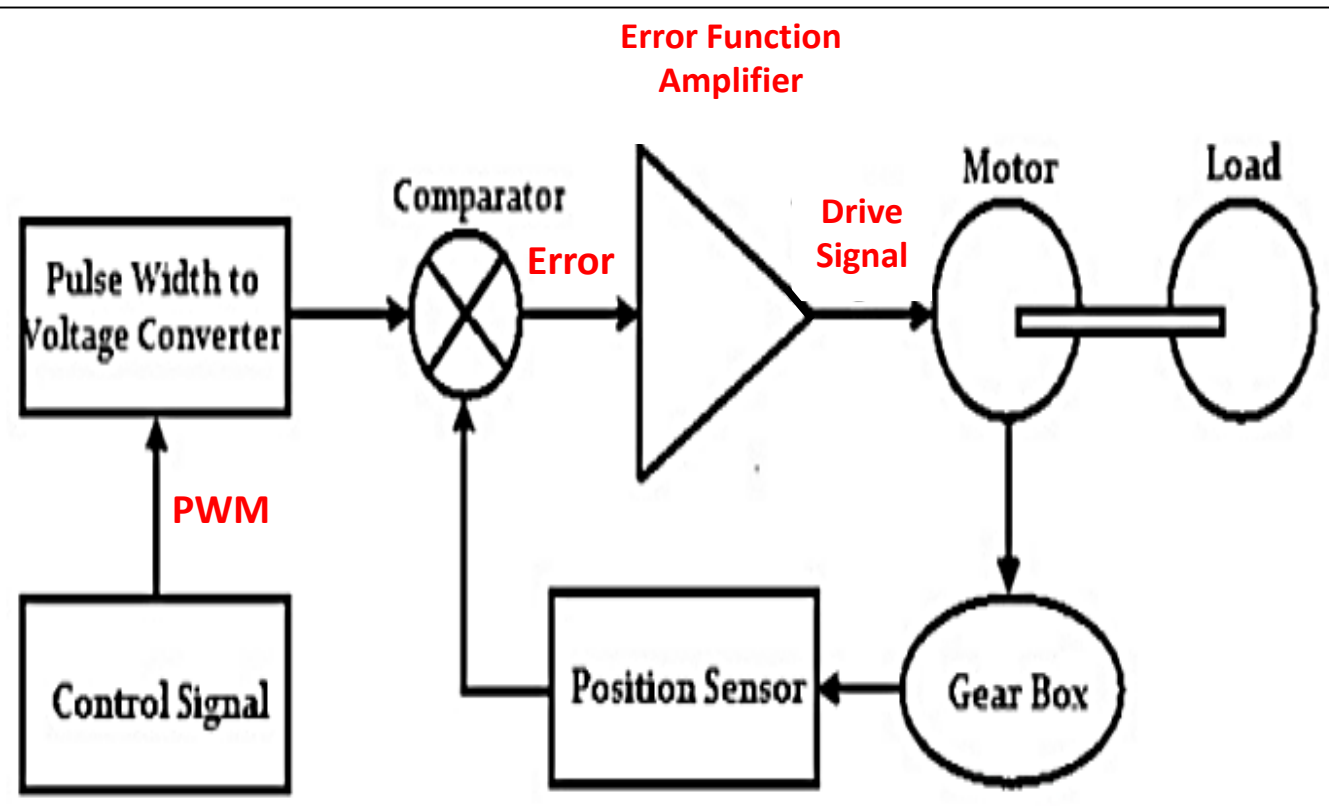 Error Function
Amplifier
Motor
Load
Comparator
Drive
Signal
Error
Pulse Width to
Voltage Converter
PWM
Control Signal
Position Sensor
Gear Box